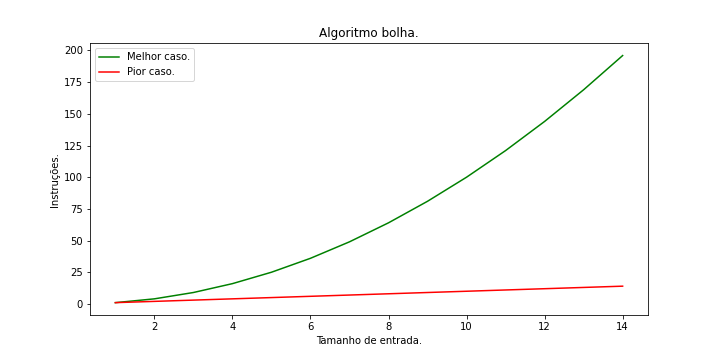 Algoritmo bolha.
Melhor caso.
Pior caso.
200
175
150
125
100
75
50
25
0
Instruções.
2 4 6 8 10 12 14
Tamanho de entrada.